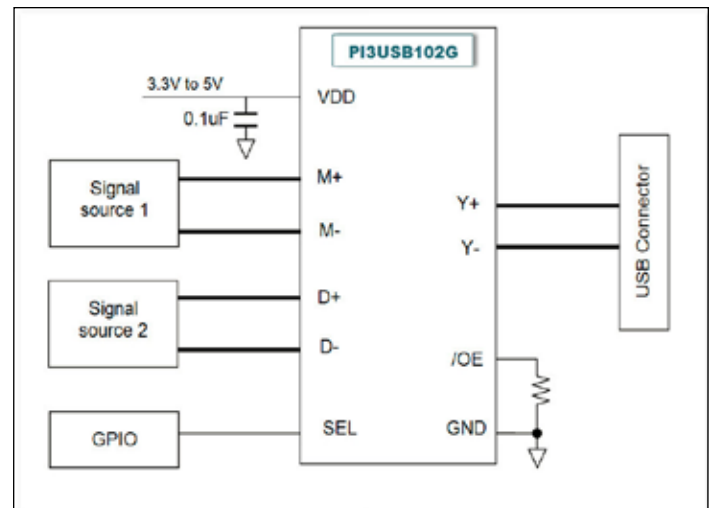 PI3USB102G
3.3V to 5V
VDD
0.1uF
Signal
source 1
M+
M-
Y+
Y-
USB Connector
Signal
source 2
D+
D-
/OE
GPIO
SEL
GND